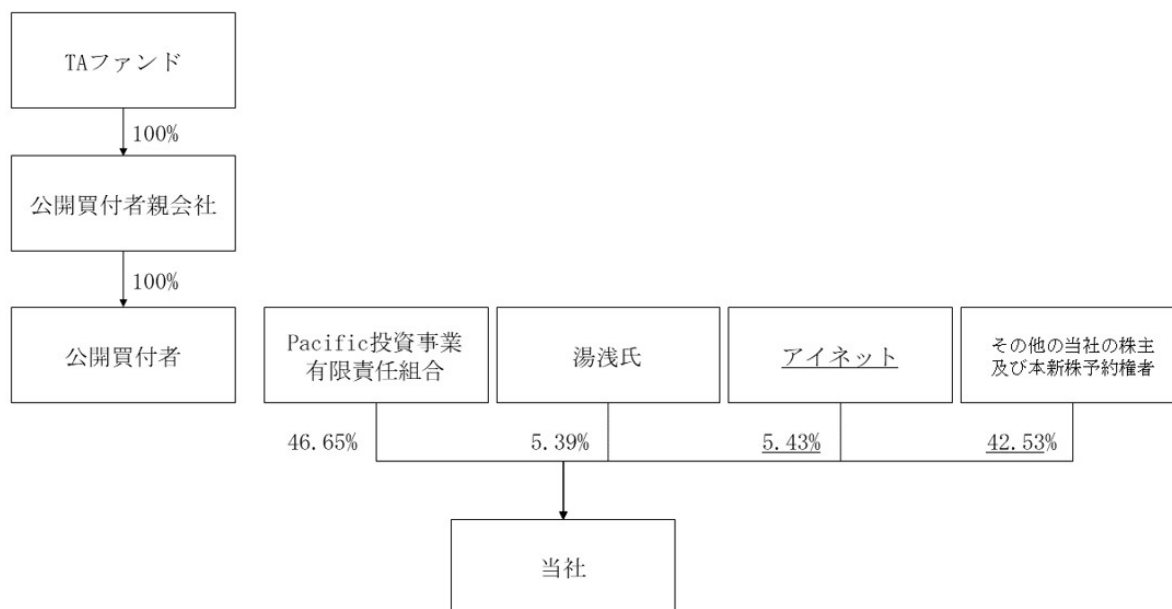 TAファンド
100%
公開買付者親会社
100%
公開買付者
Pacific投資事業
有限責任組合
湯浅氏
アイネット
その他の当社の株主
及び本新株予約権者
46.65%
5.39%
5.43%
42.53%
当社